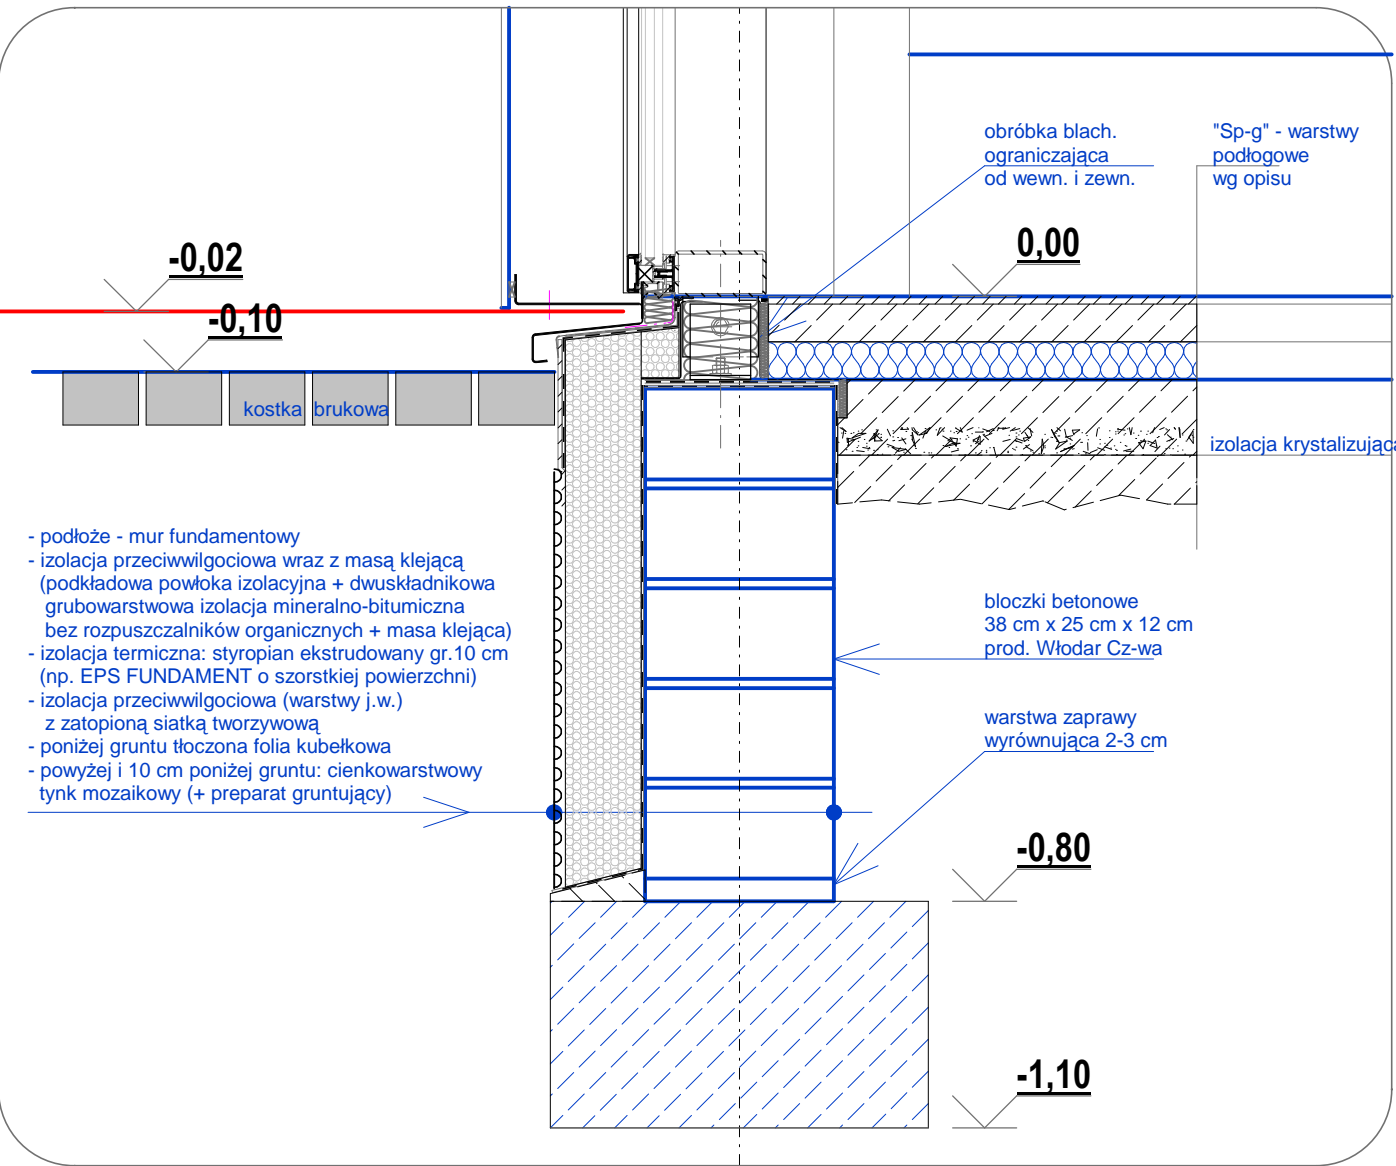 obróbka blach.
ograniczająca
od wewn. i zewn.
"Sp-g" - warstwy
podłogowe
wg opisu
-0,02
0,00
-0,10
kostka brukowa
izolacja krystalizująca
- podłoże - mur fundamentowy
- izolacja przeciwwilgociowa wraz z masą klejącą
(podkładowa powłoka izolacyjna + dwuskładnikowa
grubowarstwowa izolacja mineralno-bitumiczna
bez rozpuszczalników organicznych + masa klejąca)
- izolacja termiczna: styropian ekstrudowany gr.10 cm
(np. EPS FUNDAMENT o szorstkiej powierzchni)
- izolacja przeciwwilgociowa (warstwy j.w.)
z zatopioną siatką tworzywową
- poniżej gruntu tłoczona folia kubełkowa
- powyżej i 10 cm poniżej gruntu: cienkowarstwowy
tynk mozaikowy (+ preparat gruntujący)
bloczki betonowe
38 cm x 25 cm x 12 cm
prod. Włodar Cz-wa
warstwa zaprawy
wyrównująca 2-3 cm
-0,80
-1,10